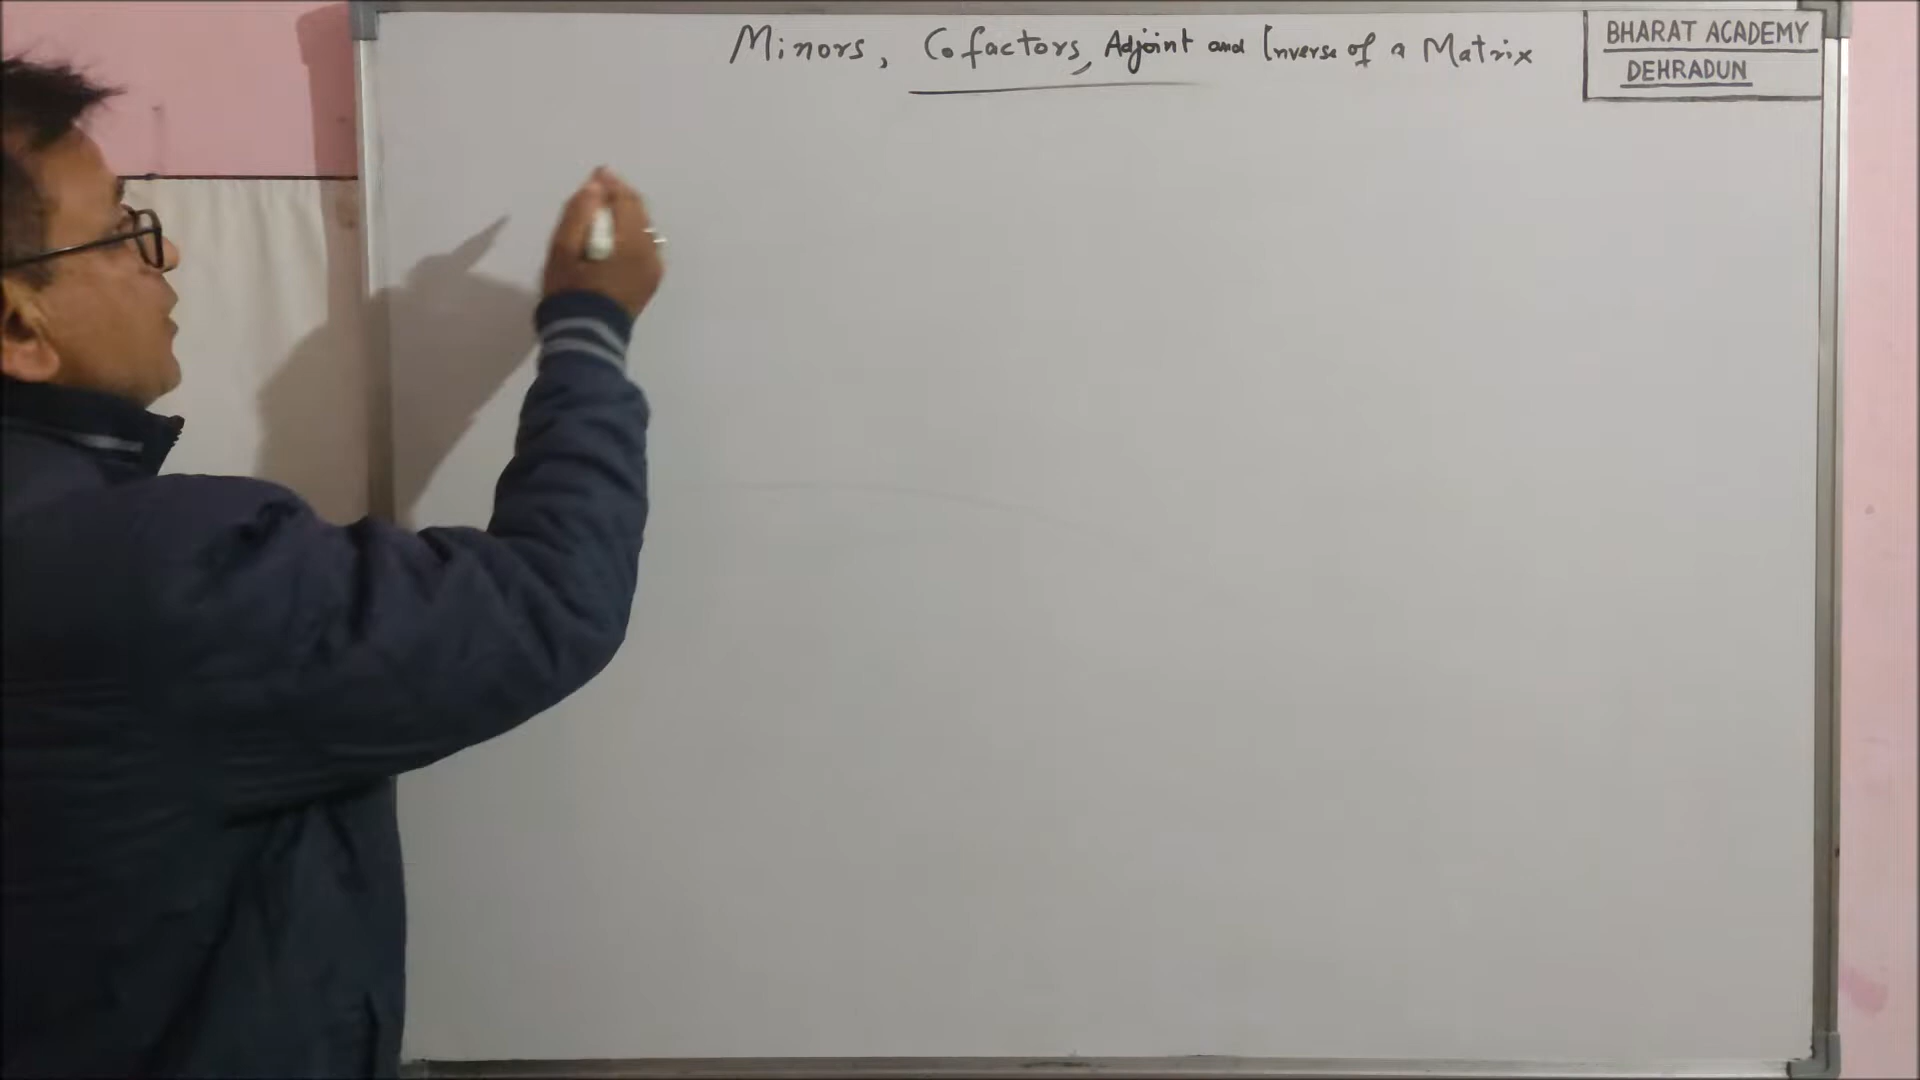 Minors, Cofactors, Adjoint and Inverse of a Matrix
BHARAT ACADEMY
DEHRADUN